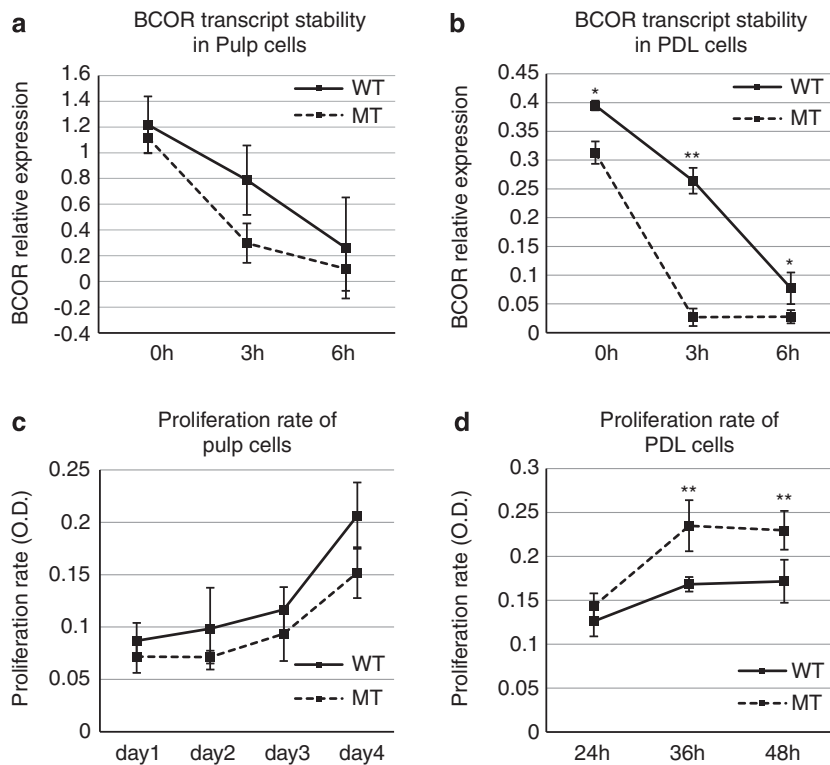 a
BCOR transcript stability
in Pulp cells
BCOR relative expression
1.6
1.4
1.2
1
0.8
0.6
0.4
0.2
0
-0.2
-0.4
WT
MT
0h 3h 6h
b
BCOR transcript stability
in PDL cells
BCOR relative expression
0.45
0.4
0.35
0.3
0.25
0.2
0.15
0.1
0.05
0
*
**
*
WT
MT
0h 3h 6h
c
Proliferation rate of
pulp cells
Proliferation rate (O.D.)
0.25
0.2
0.15
0.1
0.05
0
WT
MT
day1 day2 day3 day4
d
Proliferation rate of
PDL cells
Proliferation rate (O.D.)
0.3
0.25
0.2
0.15
0.1
0.05
0
** **
WT
MT
24h 36h 48h